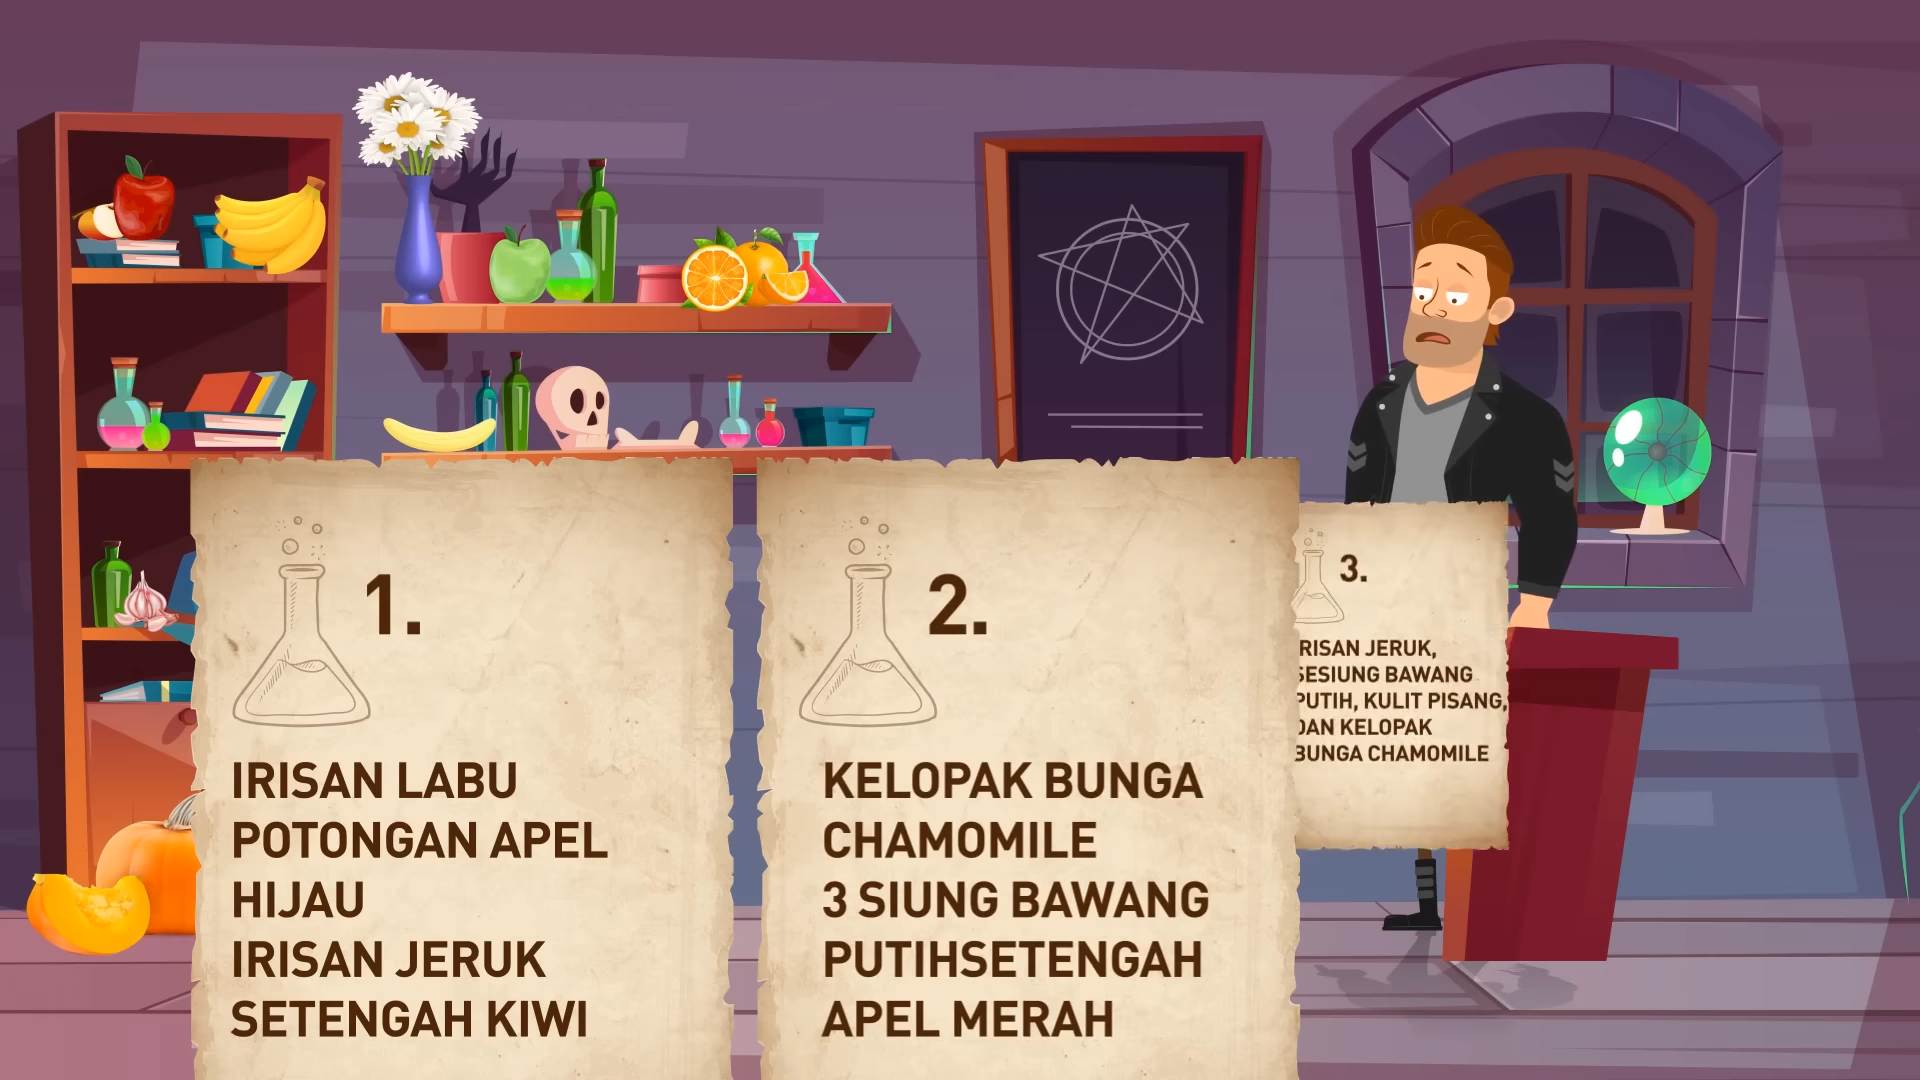 1.
IRISAN LABU
POTONGAN APEL
HIJAU
IRISAN JERUK
SETENGAH KIWI
2.
KELOPAK BUNGA
CHAMOMILE
3 SIUNG BAWANG
PUTIHSETENGAH
APEL MERAH
3.
IRISAN JERUK,
SESIUNG BAWANG
PUTIH, KULIT PISANG,
DAN KELOPAK
BUNGA CHAMOMILE